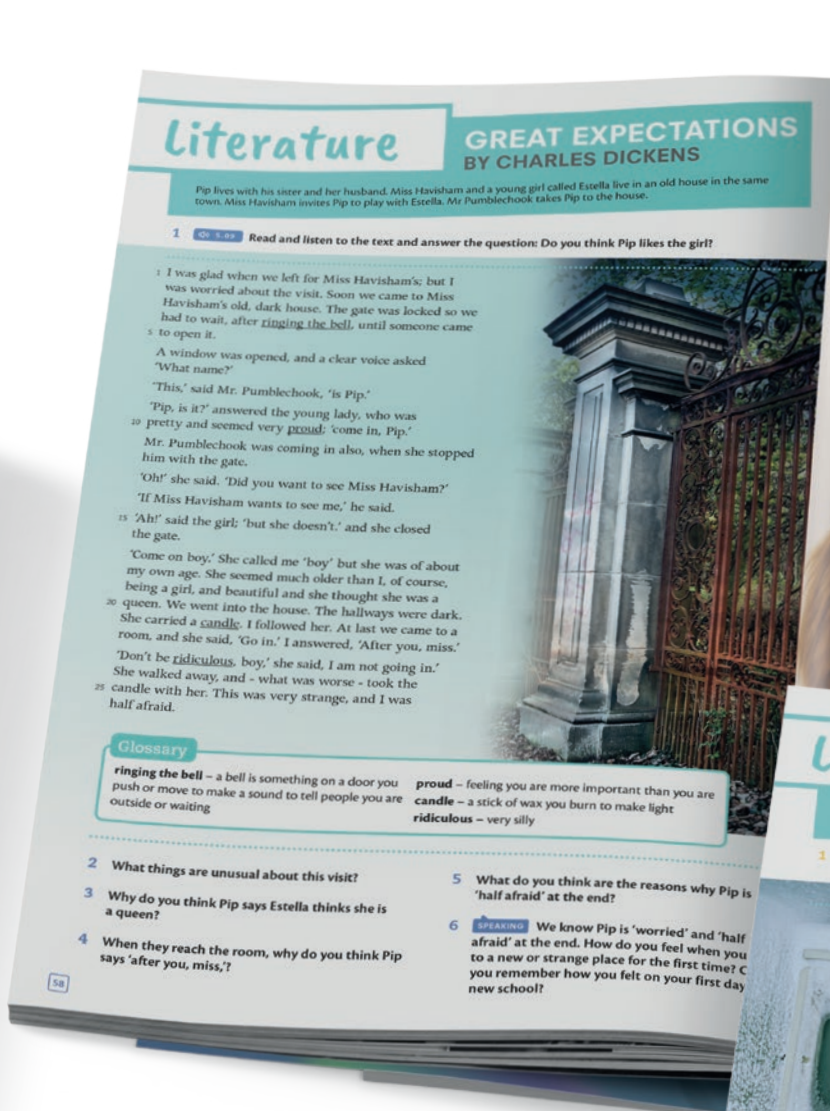 Literature
GREAT EXPECTATIONS
BY CHARLES DICKENS
Pip lives with his sister and her husband. Miss Havisham and a young girl called Estella live in an old house in the same
town. Miss Havisham invites Pip to play with Estella. Mr Pumblechook takes Pip to the house.
1 5.09 Read and listen to the text and answer the question: Do you think Pip likes the girl?
1 I was glad when we left for Miss Havisham's; but I
was worried about the visit. Soon we came to Miss
Havisham's old, dark house. The gate was locked so we
had to wait, after ringing the bell, until someone came
5 to open it.
A window was opened, and a clear voice asked
'What name?'
'This,' said Mr. Pumblechook, 'is Pip.'
'Pip, is it?' answered the young lady, who was
10 pretty and seemed very proud; 'come in, Pip.'
Mr. Pumblechook was coming in also, when she stopped
him with the gate.
'Oh!' she said. 'Did you want to see Miss Havisham?'
'If Miss Havisham wants to see me,' he said.
15 'Ah!' said the girl; 'but she doesn't.' and she closed
the gate.
'Come on boy.' She called me 'boy' but she was of about
my own age. She seemed much older than I, of course,
being a girl, and beautiful and she thought she was a
20 queen. We went into the house. The hallways were dark.
She carried a candle. I followed her. At last we came to a
room, and she said, 'Go in.' I answered, 'After you, miss.'
'Don't be ridiculous, boy,' she said, I am not going in.'
She walked away, and - what was worse - took the
25 candle with her. This was very strange, and I was
half afraid.
Glossary
ringing the bell – a bell is something on a door you
push or move to make a sound to tell people you are
outside or waiting
proud – feeling you are more important than you are
candle – a stick of wax you burn to make light
ridiculous – very silly
2 What things are unusual about this visit?
3 Why do you think Pip says Estella thinks she is
a queen?
4 When they reach the room, why do you think Pip
says 'after you, miss,'?
5 What do you think are the reasons why Pip is
'half afraid' at the end?
6 SPEAKING We know Pip is 'worried' and 'half
afraid' at the end. How do you feel when you
to a new or strange place for the first time? C
you remember how you felt on your first day
new school?
58
L
1